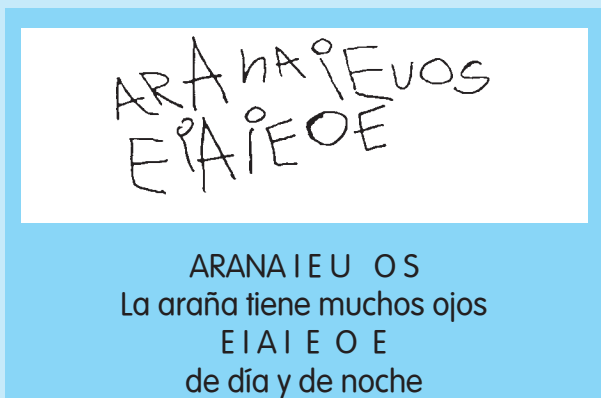 ARAnAiEUOS
EiAiEOE
ARANA I E U O S
La araña tiene muchos ojos
E I A I E O E
de día y de noche